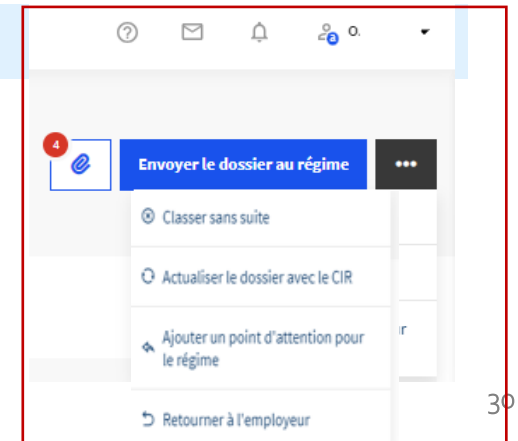 O.
4
Envoyer le dossier au régime
•••
Classer sans suite
Actualiser le dossier avec le CIR
Ajouter un point d'attention pour
le régime
Retourner à l'employeur
30